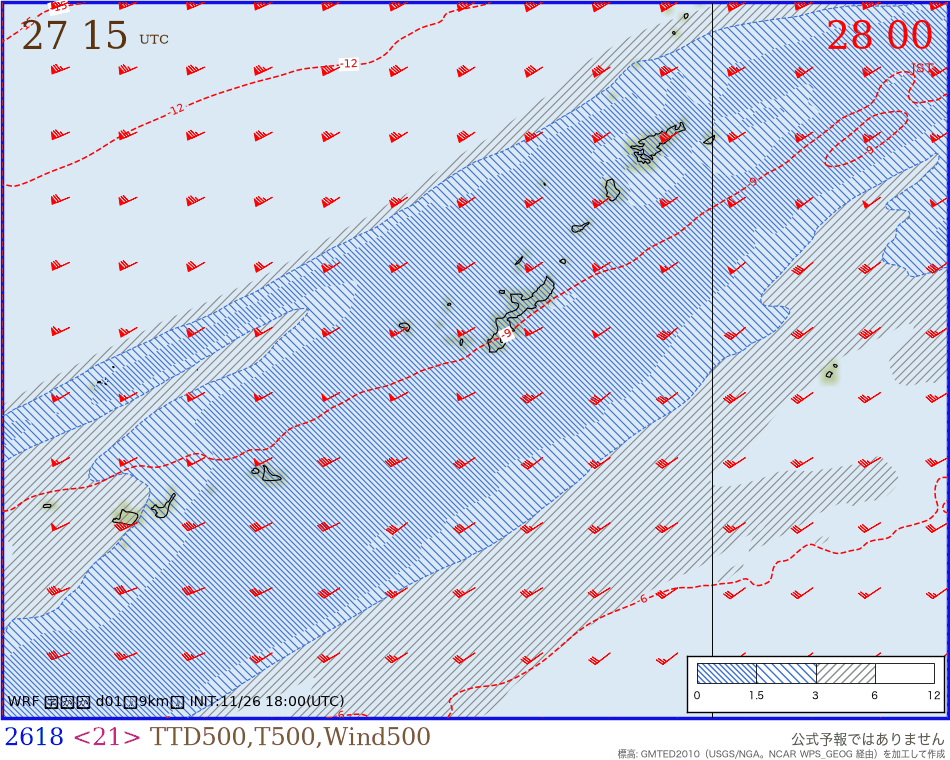 27 15 UTC
28 00
JST
-15
-12
-12
-9
-9
-9
-6
-6
0 1.5 3 6 12
WRF d01 9km INIT:11/26 18:00(UTC)
2618 <21> TTD500,T500,Wind500
公式予報ではありません
標高: GMTED2010（USGS/NGA。NCAR WPS_GEOG 経由）を加工して作成